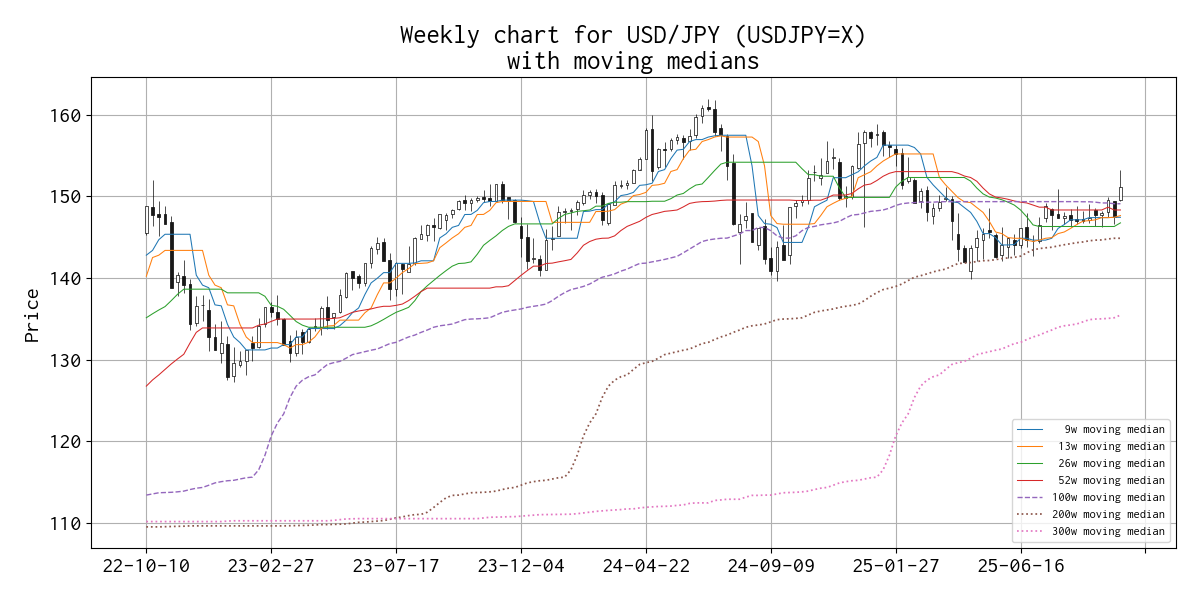 Weekly chart for USD/JPY (USDJPY=X)
with moving medians
Price
160
150
140
130
120
110
22-10-10
23-02-27
23-07-17
23-12-04
24-04-22
24-09-09
25-01-27
25-06-16
9w moving median
13w moving median
26w moving median
52w moving median
100w moving median
200w moving median
300w moving median